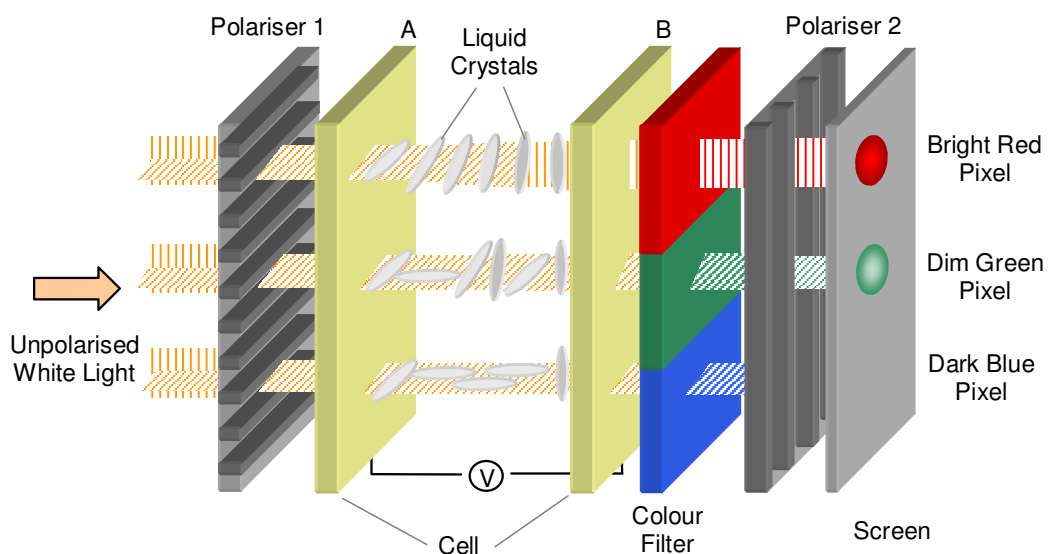 Polariser 1
A
Liquid
Crystals
B
Polariser 2
Bright Red
Pixel
Dim Green
Pixel
Unpolarised
White Light
Dark Blue
Pixel
V
Cell
Colour
Filter
Screen